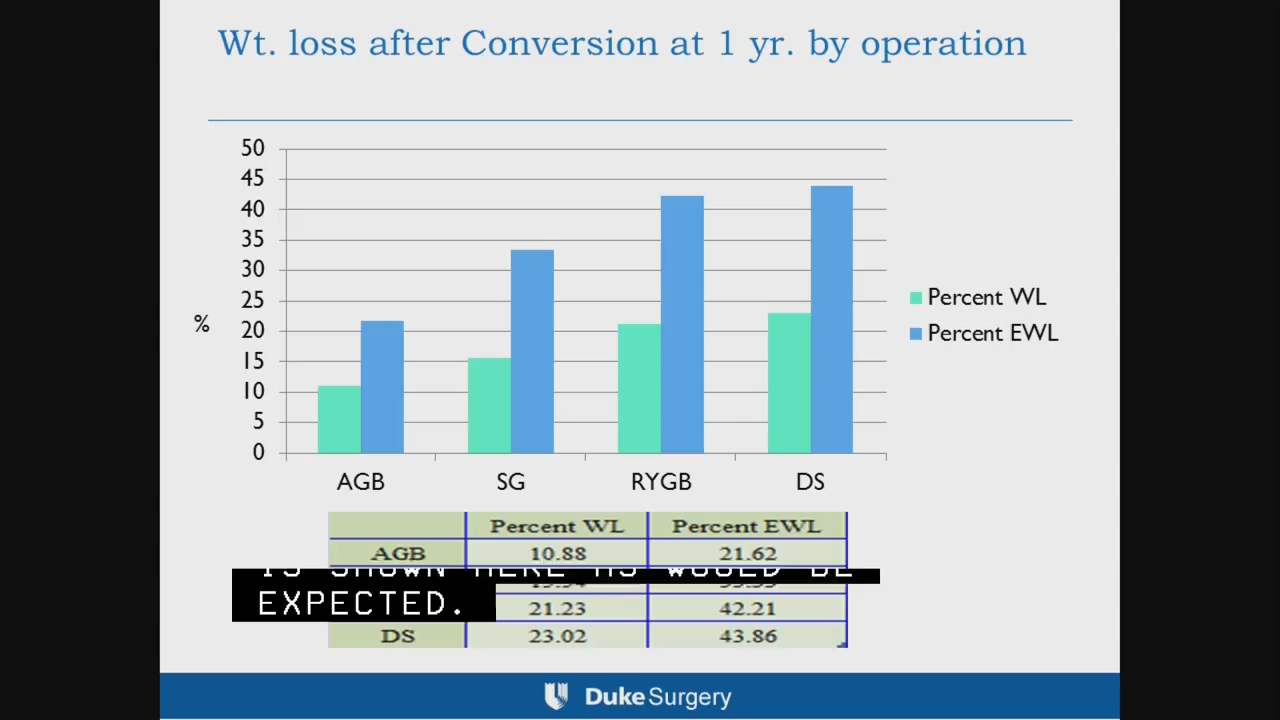 Wt. loss after Conversion at 1 yr. by operation
50
45
40
35
30
25
20
15
10
5
0
%
AGB SG RYGB DS
Percent WL
Percent EWL
Percent WL Percent EWL
AGB 10.88 21.62
IS SHOWN HERE AS WOULD BE
EXPECTED.
21.23 42.21
DS 23.02 43.86
Duke Surgery